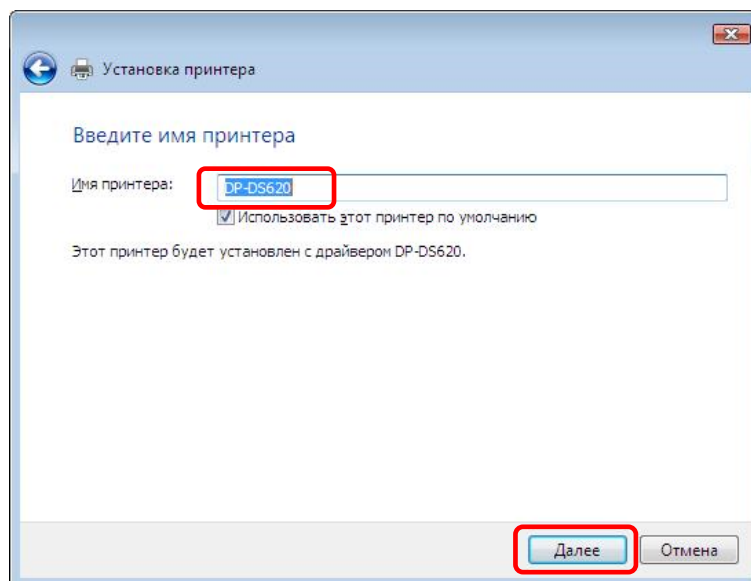 Установка принтера
Введите имя принтера
Имя принтера: DP-DS620
Использовать этот принтер по умолчанию
Этот принтер будет установлен с драйвером DP-DS620.
Далее Отмена